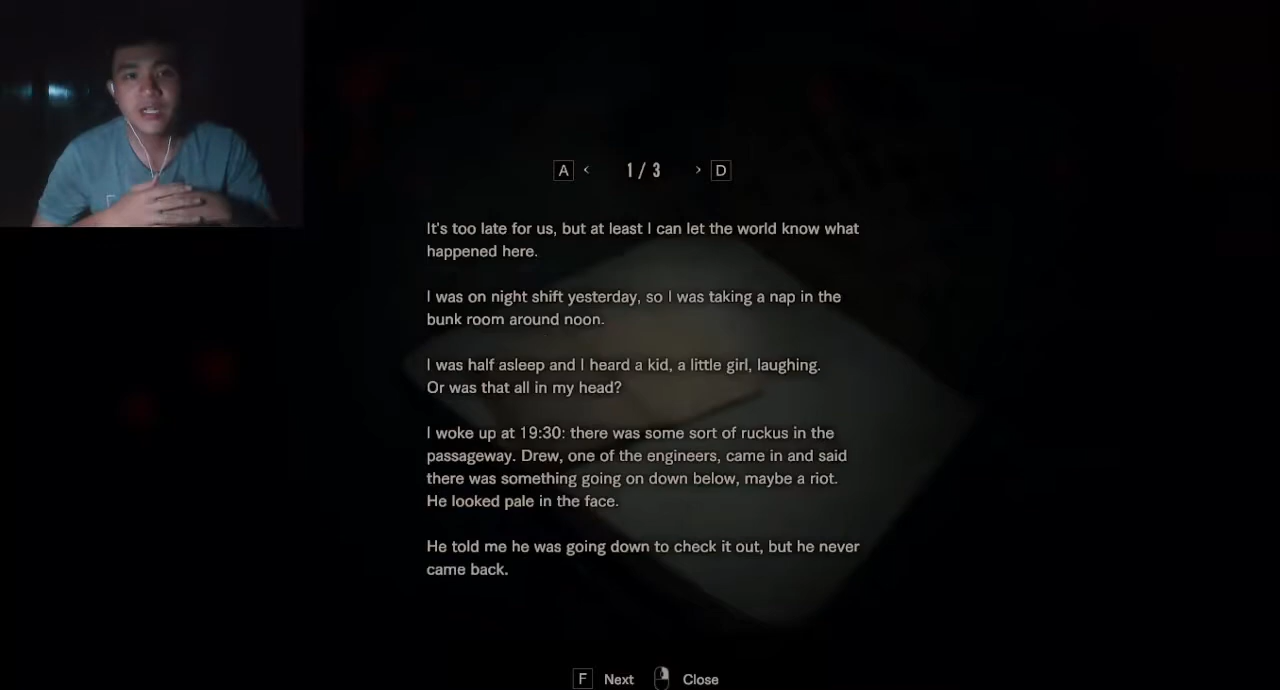 A < 1 / 3 > D
It's too late for us, but at least I can let the world know what
happened here.
I was on night shift yesterday, so I was taking a nap in the
bunk room around noon.
I was half asleep and I heard a kid, a little girl, laughing.
Or was that all in my head?
I woke up at 19:30: there was some sort of ruckus in the
passageway. Drew, one of the engineers, came in and said
there was something going on down below, maybe a riot.
He looked pale in the face.
He told me he was going down to check it out, but he never
came back.
F Next Close